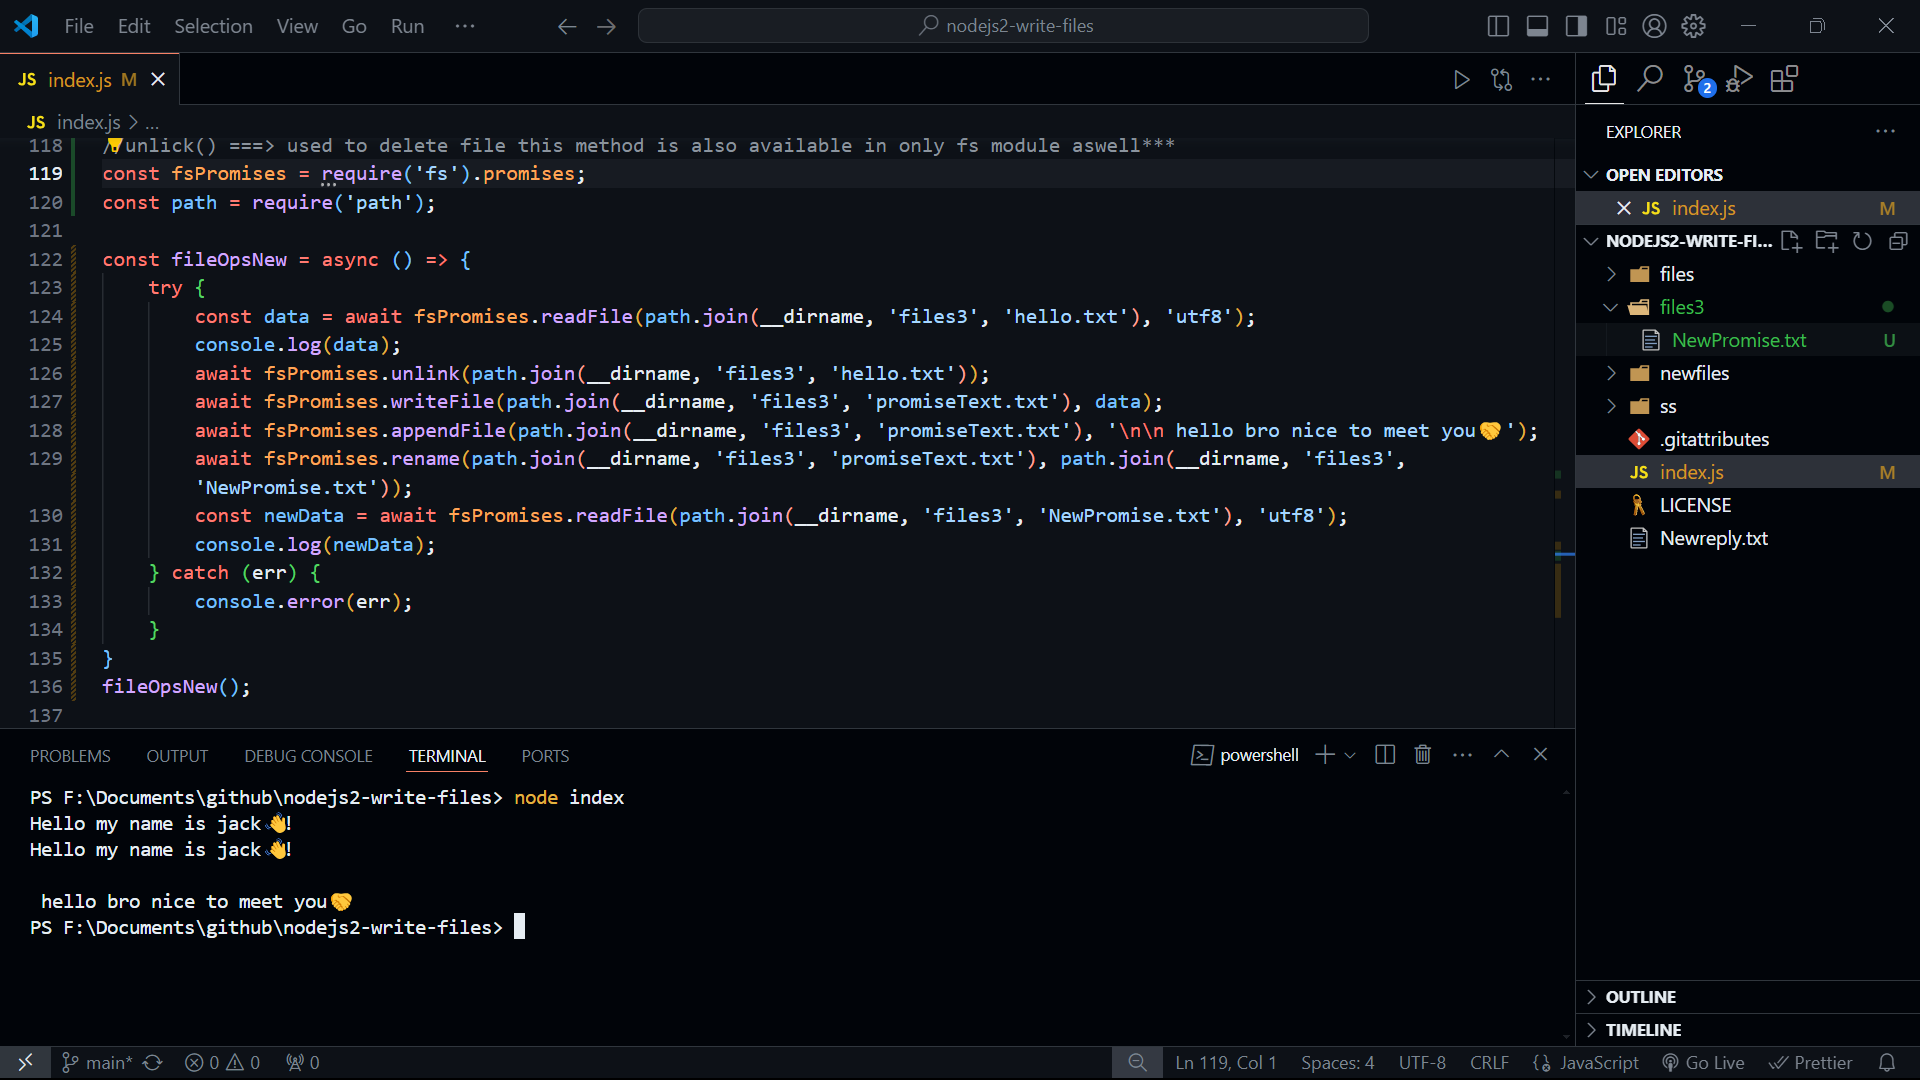 File Edit Selection View Go Run ···
nodejs2-write-files
JS index.js M
JS index.js > ...
118 //unlick() ===> used to delete file this method is also available in only fs module aswell***
119 const fsPromises = require('fs').promises;
120 const path = require('path');
121
122 const fileOpsNew = async () => {
123 try {
124 const data = await fsPromises.readFile(path.join(__dirname, 'files3', 'hello.txt'), 'utf8');
125 console.log(data);
126 await fsPromises.unlink(path.join(__dirname, 'files3', 'hello.txt'));
127 await fsPromises.writeFile(path.join(__dirname, 'files3', 'promiseText.txt'), data);
128 await fsPromises.appendFile(path.join(__dirname, 'files3', 'promiseText.txt'), '\n\n hello bro nice to meet you🤝');
129 await fsPromises.rename(path.join(__dirname, 'files3', 'promiseText.txt'), path.join(__dirname, 'files3',
'NewPromise.txt'));
130 const newData = await fsPromises.readFile(path.join(__dirname, 'files3', 'NewPromise.txt'), 'utf8');
131 console.log(newData);
132 } catch (err) {
133 console.error(err);
134 }
135 }
136 fileOpsNew();
137
PROBLEMS OUTPUT DEBUG CONSOLE TERMINAL PORTS
powershell
PS F:\Documents\github\nodejs2-write-files> node index
Hello my name is jack👋!
Hello my name is jack👋!
hello bro nice to meet you🤝
PS F:\Documents\github\nodejs2-write-files>
2
EXPLORER
OPEN EDITORS
JS index.js M
NODEJS2-WRITE-FI...
files
files3
NewPromise.txt U
newfiles
ss
.gitattributes
JS index.js M
LICENSE
Newreply.txt
OUTLINE
TIMELINE
main* 0 0 0
Ln 119, Col 1 Spaces: 4 UTF-8 CRLF JavaScript Go Live Prettier